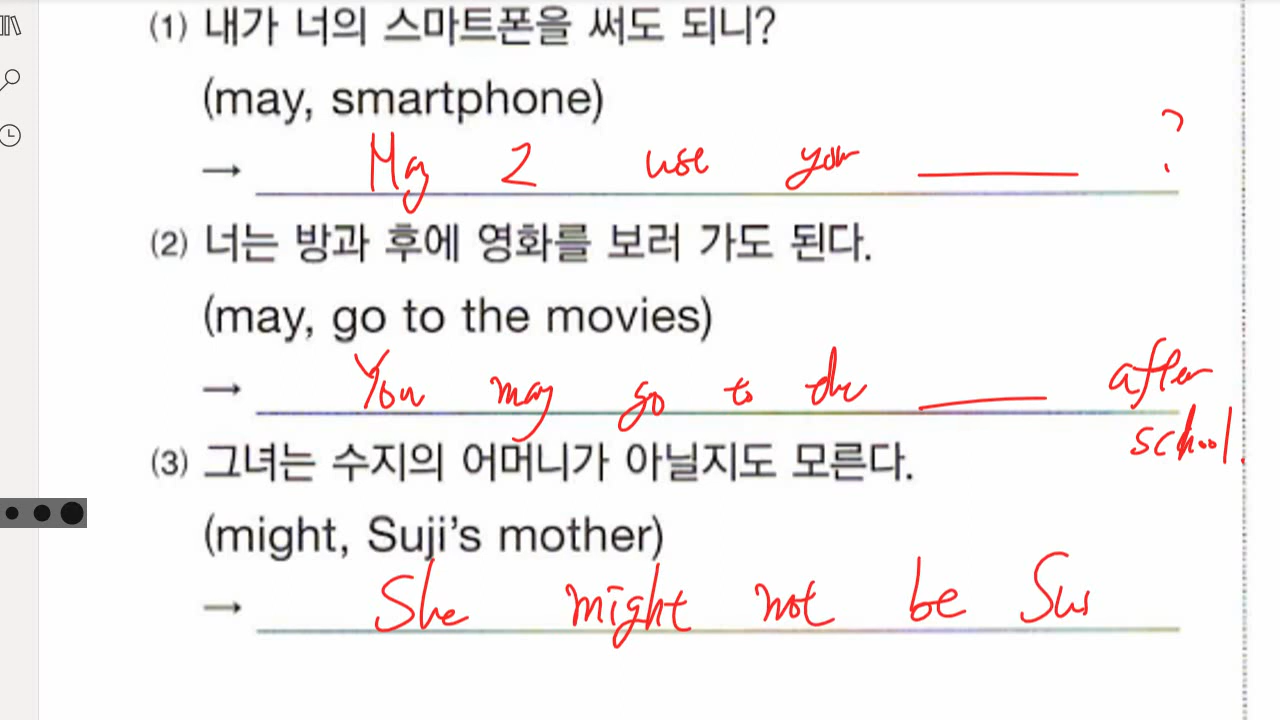 (1) 내가 너의 스마트폰을 써도 되니?
(may, smartphone)
→ May I use your ______ ?
(2) 너는 방과 후에 영화를 보러 가도 된다.
(may, go to the movies)
→ You may go to the ______ after
school.
(3) 그녀는 수지의 어머니가 아닐지도 모른다.
(might, Suji's mother)
→ She might not be Su